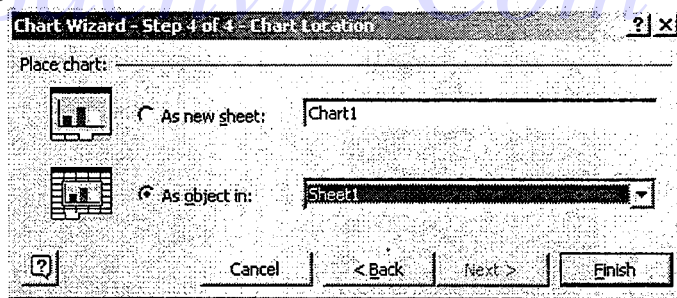 Chart Wizard - Step 4 of 4 - Chart Location
Place chart:
As new sheet: Chart1
As object in: Sheet1
Cancel < Back Next > Finish